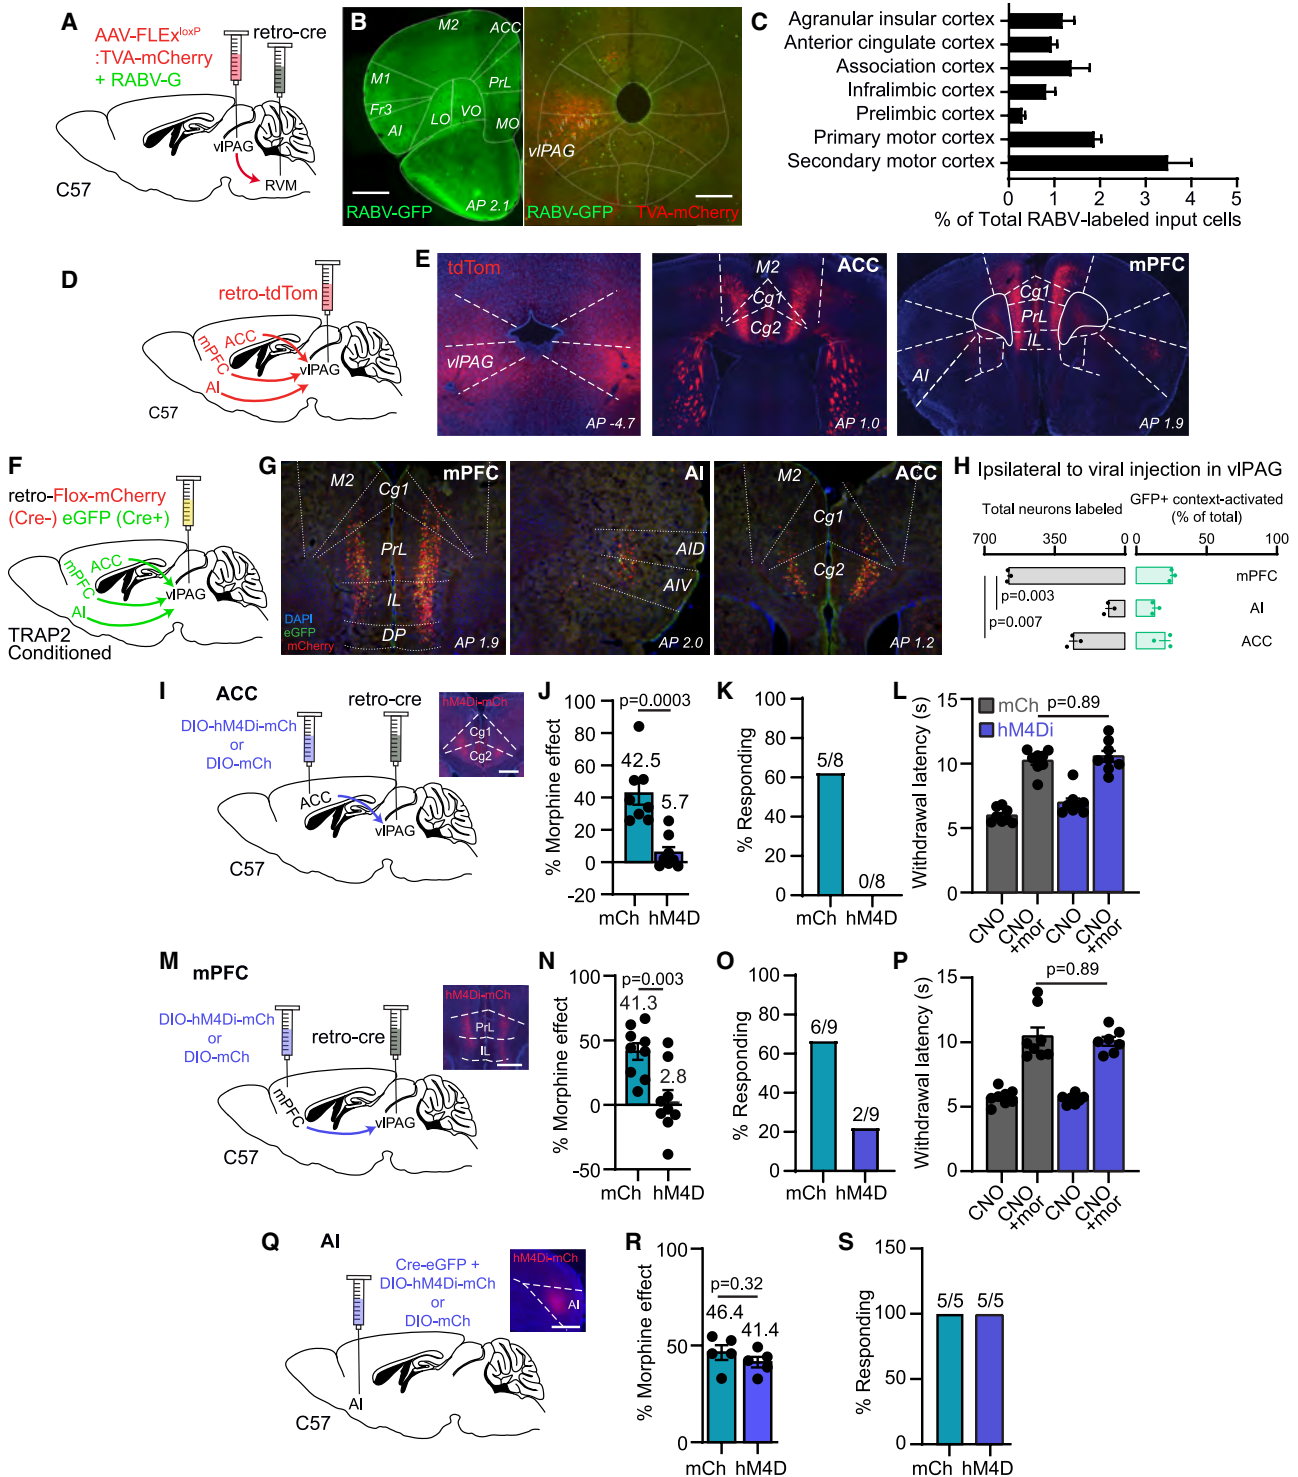 A
AAV-FLEx^loxP
:TVA-mCherry
+ RABV-G
retro-cre
vlPAG
RVM
C57
B
M2
ACC
M1
PrL
Fr3
VO
LO
AI
MO
AP 2.1
RABV-GFP
vlPAG
RABV-GFP
TVA-mCherry
C
Agranular insular cortex
Anterior cingulate cortex
Association cortex
Infralimbic cortex
Prelimbic cortex
Primary motor cortex
Secondary motor cortex
0 1 2 3 4 5
% of Total RABV-labeled input cells
D
retro-tdTom
ACC
mPFC
AI
vlPAG
C57
E
tdTom
vlPAG
AP -4.7
ACC
M2
Cg1
Cg2
AP 1.0
mPFC
Cg1
PrL
IL
AI
AP 1.9
F
retro-Flox-mCherry
(Cre-) eGFP (Cre+)
ACC
mPFC
AI
vlPAG
TRAP2
Conditioned
G
mPFC
M2
Cg1
PrL
IL
DP
DAPI
eGFP
mCherry
AP 1.9
AI
AID
AIV
AP 2.0
ACC
M2
Cg1
Cg2
AP 1.2
H Ipsilateral to viral injection in vlPAG
Total neurons labeled
GFP+ context-activated
(% of total)
700 350 0 0 50 100
mPFC
p=0.003
AI
p=0.007
ACC
I
ACC
DIO-hM4Di-mCh
or
DIO-mCh
retro-cre
hM4Di-mCh
Cg1
Cg2
ACC
vlPAG
C57
J
% Morphine effect
100
80
60
40
20
0
-20
p=0.0003
42.5
5.7
mCh hM4D
K
% Responding
100
80
60
40
20
0
5/8
0/8
mCh hM4D
L
Withdrawal latency (s)
15
10
5
0
mCh
hM4Di
p=0.89
CNO
CNO
+mor
CNO
CNO
+mor
M
mPFC
DIO-hM4Di-mCh
or
DIO-mCh
retro-cre
hM4Di-mCh
PrL
IL
mPFC
vlPAG
C57
N
% Morphine effect
100
50
0
-50
p=0.003
41.3
2.8
mCh hM4D
O
% Responding
100
80
60
40
20
0
6/9
2/9
mCh hM4D
P
Withdrawal latency (s)
15
10
5
0
p=0.89
CNO
CNO
+mor
CNO
CNO
+mor
Q
AI
Cre-eGFP +
DIO-hM4Di-mCh
or
DIO-mCh
hM4Di-mCh
AI
AI
C57
R
% Morphine effect
100
50
0
p=0.32
46.4
41.4
mCh hM4D
S
% Responding
150
100
50
0
5/5 5/5
mCh hM4D